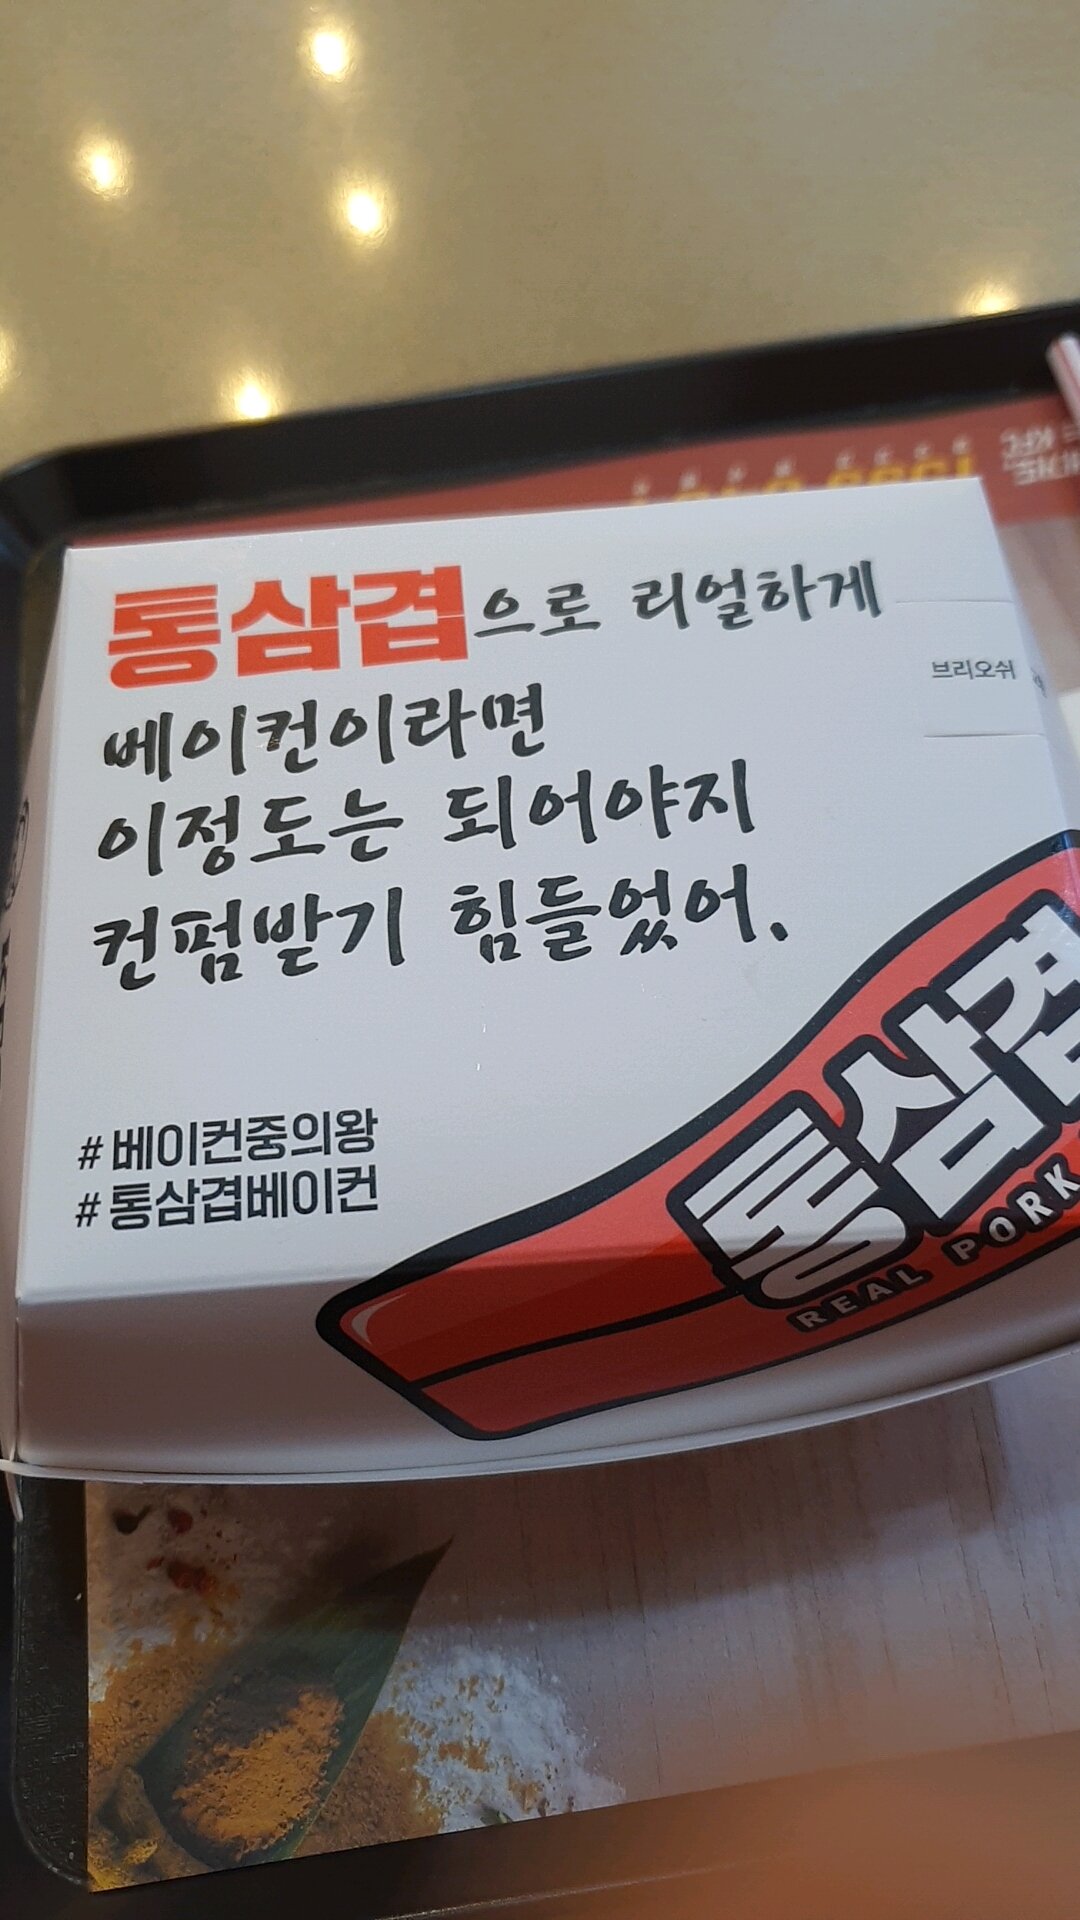 통삼겹으로 리얼하게
베이컨이라면
이정도는 되어야지
컨펌받기 힘들었어.
브리오쉬
# 베이컨중의왕
# 통삼겹베이컨
통삼겹
REAL PORK